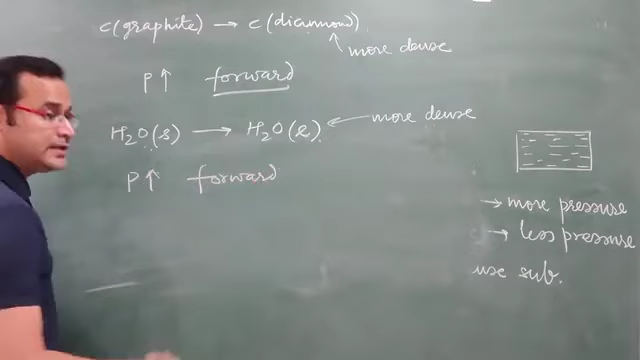 C(graphite) → C(diamond)
more dense
P↑ forward
H₂O(s) → H₂O(l)
more dense
P↑ forward
→ more pressure
→ less pressure
use sub.